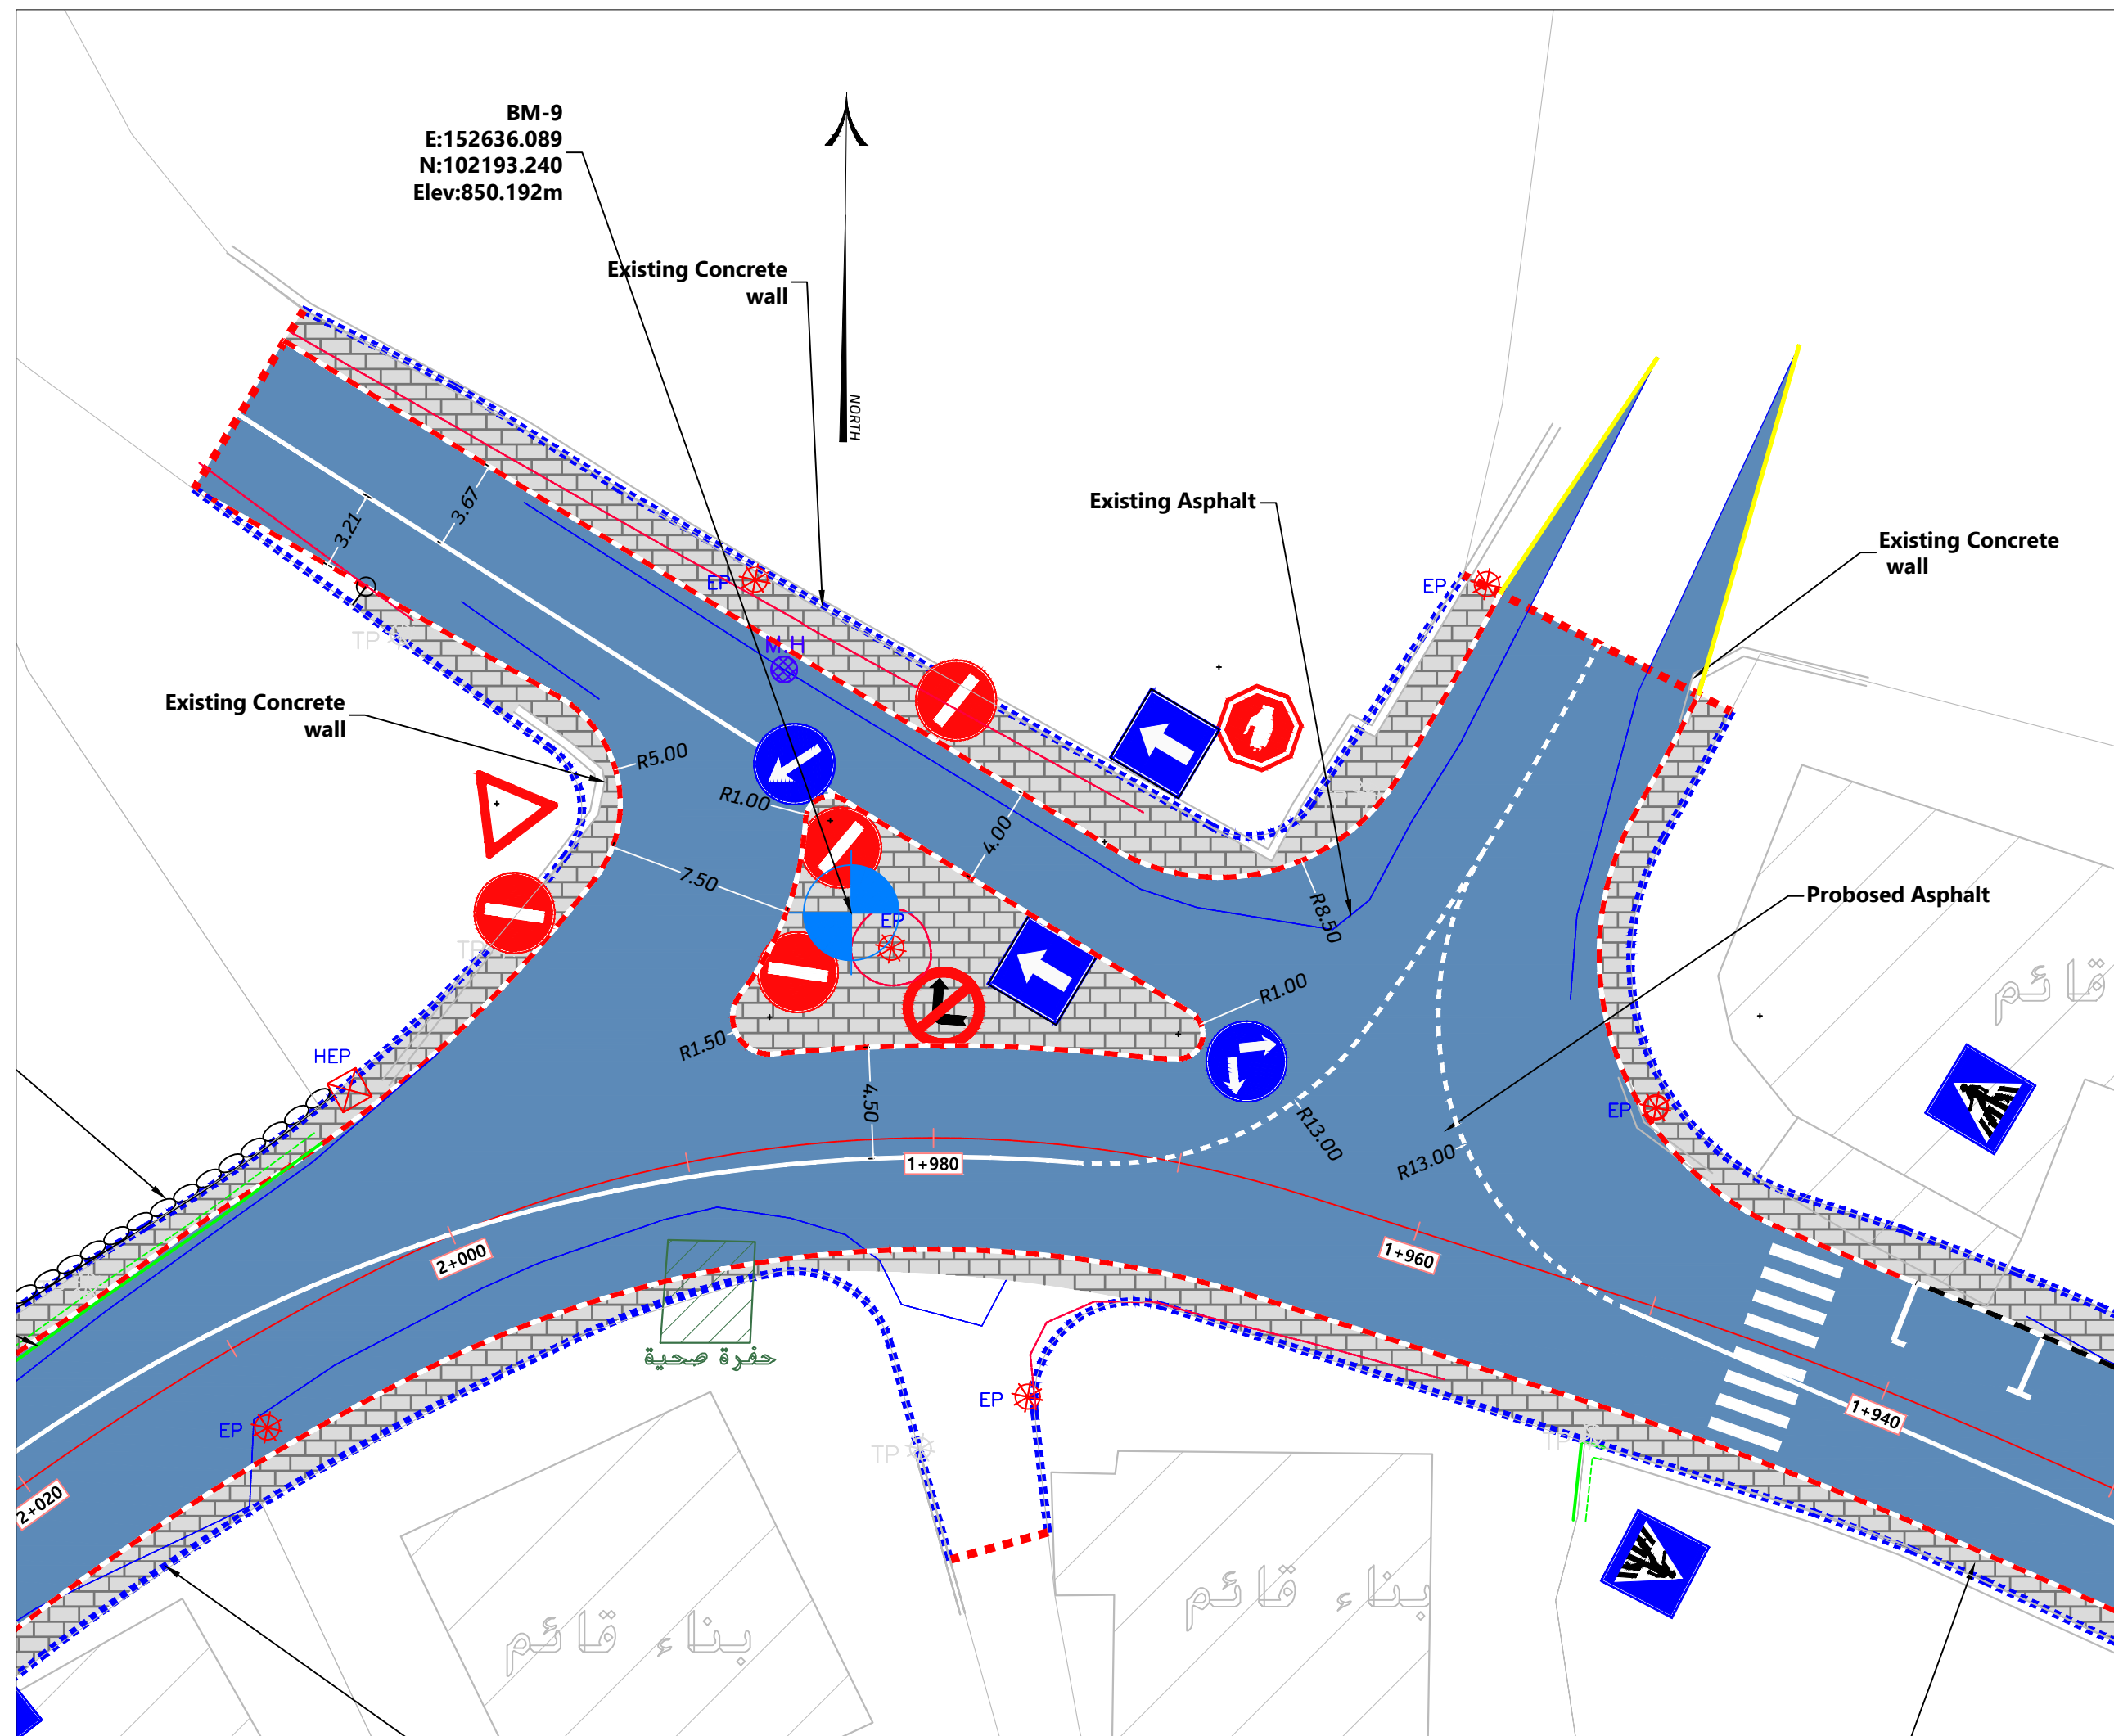 BM-9
E:152636.089
N:102193.240
Elev:850.192m
Existing Concrete
wall
NORTH
Existing Asphalt
Existing Concrete
wall
3.21
3.67
EP
EP
TP
M.H
Existing Concrete
wall
R5.00
R1.00
4.00
7.50
R8.50
Proposed Asphalt
EP
TP
قائم
R1.00
R1.50
HEP
4.50
R13.00
R13.00
EP
1+980
2+000
1+960
حفرة صحية
EP
EP
1+940
TP
TP
2+020
بناء قائم
بناء قائم